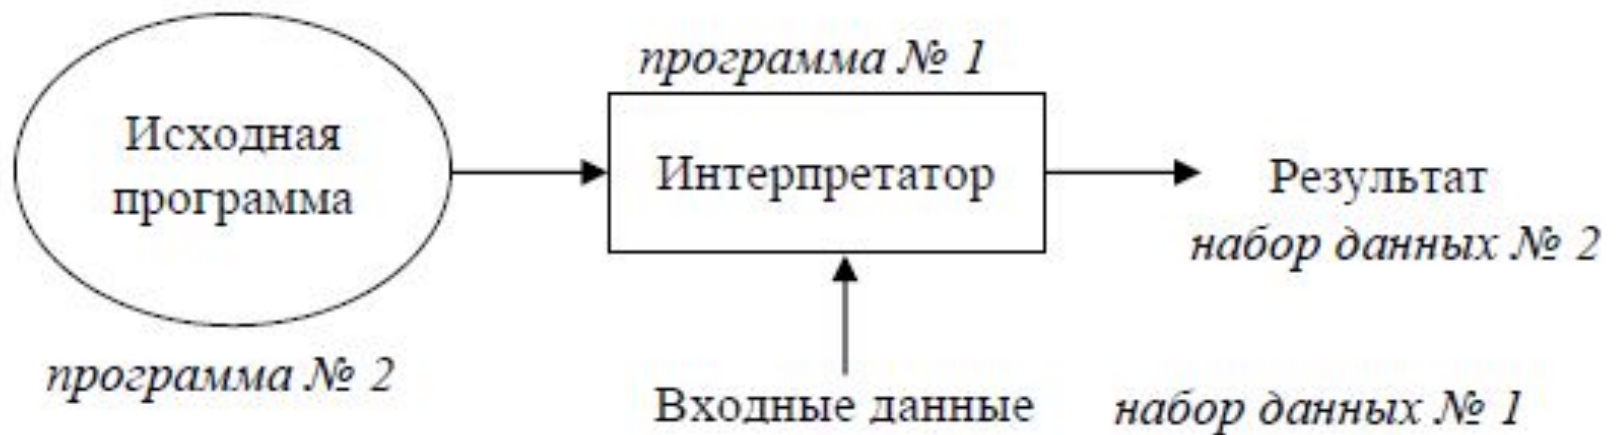 программа № 1
Исходная
программа
Интерпретатор
Результат
набор данных № 2
программа № 2
Входные данные
набор данных № 1